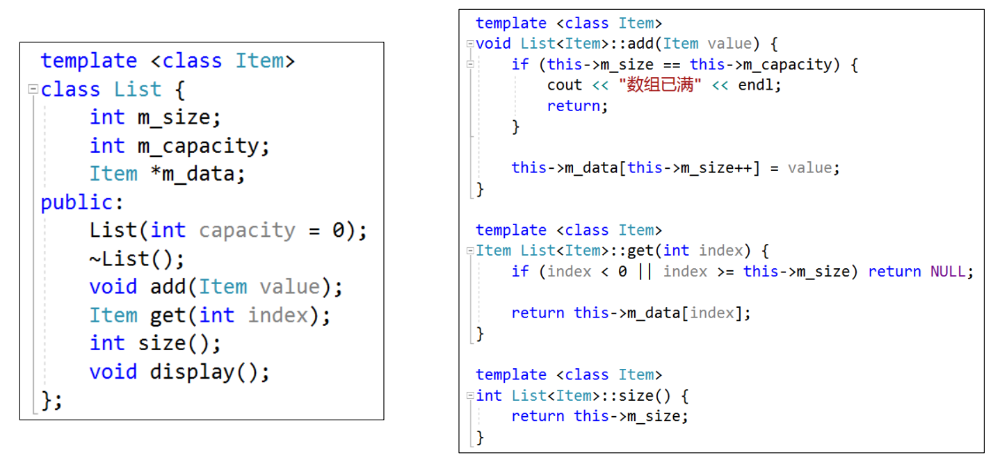 template <class Item>
class List {
    int m_size;
    int m_capacity;
    Item *m_data;
public:
    List(int capacity = 0);
    ~List();
    void add(Item value);
    Item get(int index);
    int size();
    void display();
};
template <class Item>
void List<Item>::add(Item value) {
    if (this->m_size == this->m_capacity) {
        cout << "数组已满" << endl;
        return;
    }
    this->m_data[this->m_size++] = value;
}
template <class Item>
Item List<Item>::get(int index) {
    if (index < 0 || index >= this->m_size) return NULL;
    return this->m_data[index];
}
template <class Item>
int List<Item>::size() {
    return this->m_size;
}